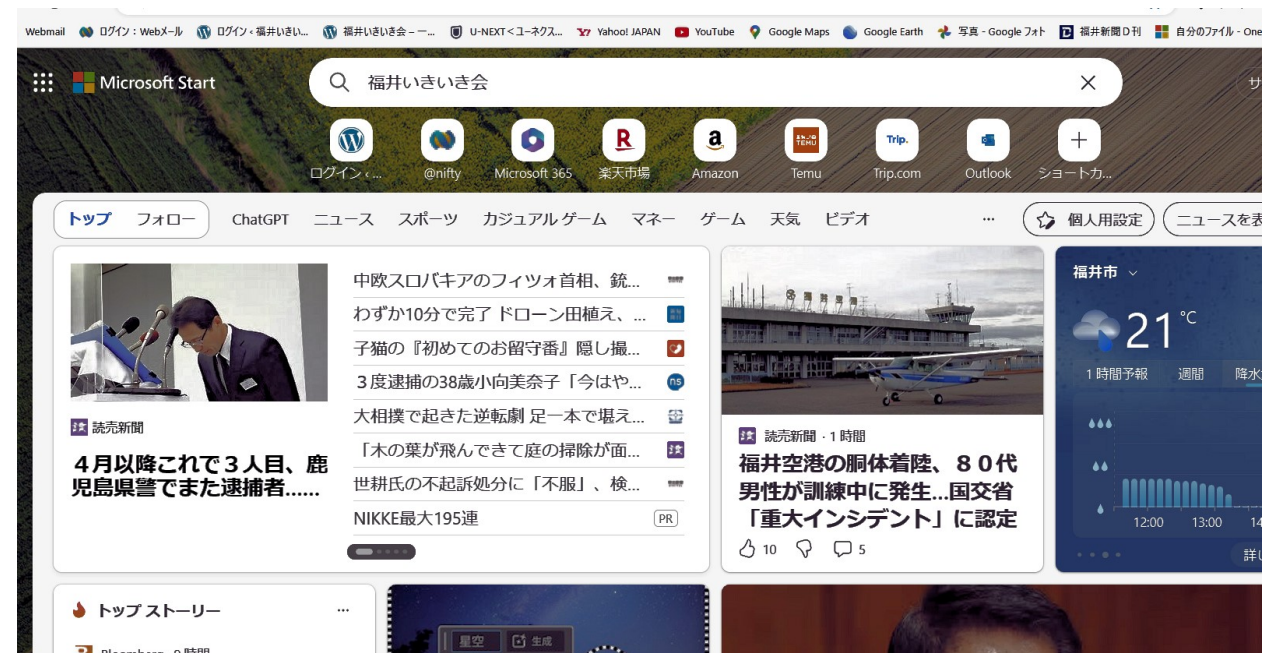 Webmail ログイン：Webメール ログイン ‹ 福井いきい... 福井いきいき会 – 一... U-NEXT＜ユーネクス... Yahoo! JAPAN YouTube Google Maps Google Earth 写真 - Google フォト 福井新聞D刊 自分のファイル - One
Microsoft Start
福井いきいき会
サ
ログイン ‹ ... @nifty Microsoft 365 楽天市場 Amazon Temu Trip.com Outlook ショートカ...
トップ フォロー ChatGPT ニュース スポーツ カジュアル ゲーム マネー ゲーム 天気 ビデオ ... 個人用設定 ニュースを表
読売新聞
４月以降これで３人目、鹿
児島県警でまた逮捕者......
中欧スロバキアのフィツォ首相、銃...
わずか10分で完了 ドローン田植え、...
子猫の『初めてのお留守番』隠し撮...
３度逮捕の38歳小向美奈子「今はや...
大相撲で起きた逆転劇 足一本で堪え...
「木の葉が飛んできて庭の掃除が面...
世耕氏の不起訴処分に「不服」、検...
NIKKE最大195連 PR
読売新聞 · 1 時間
福井空港の胴体着陸、８０代
男性が訓練中に発生...国交省
「重大インシデント」に認定
10 5
福井市
21 °C
1 時間予報 週間 降水
12:00 13:00 14
詳し
トップ ストーリー ...
Bloomberg · 9 時間
星空 生成